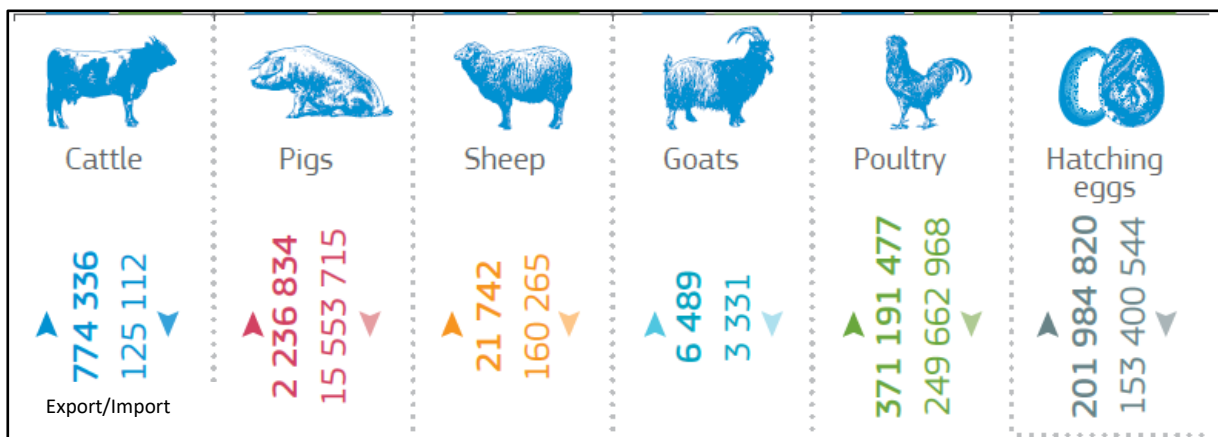 Cattle
774 336
125 112
Export/Import
Pigs
2 236 834
15 553 715
Sheep
21 742
160 265
Goats
6 489
3 331
Poultry
371 191 477
249 662 968
Hatching
eggs
201 984 820
153 400 544